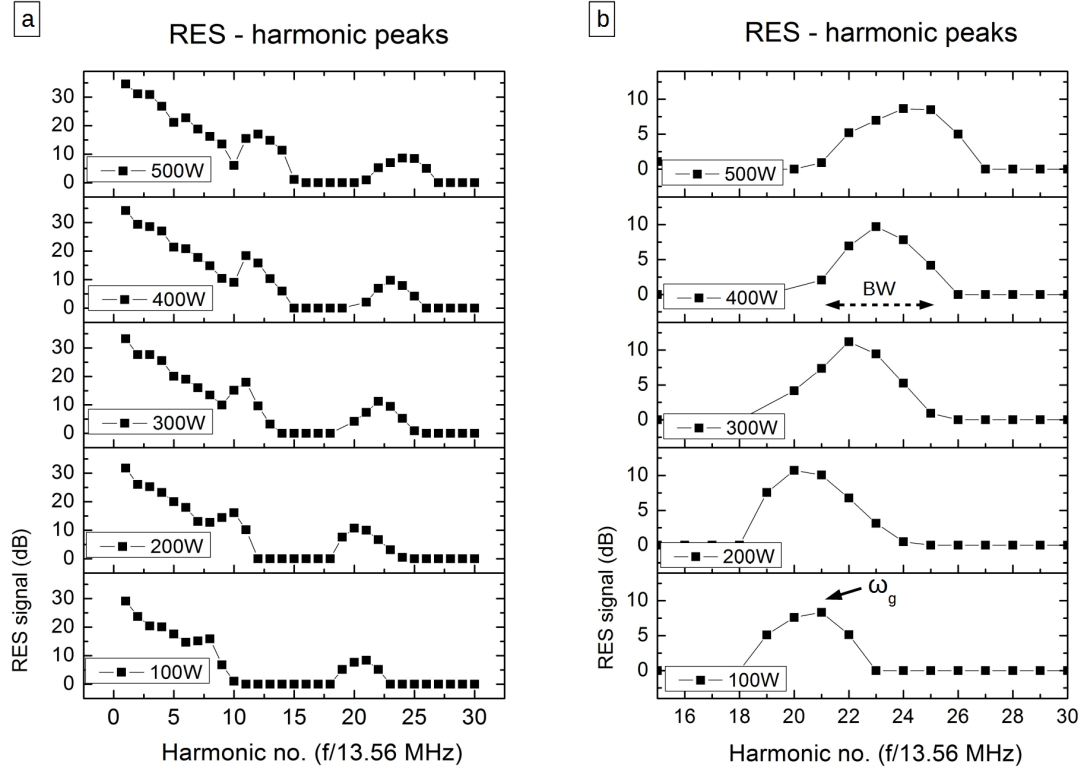 a
RES - harmonic peaks
30
20
10
0
500W
30
20
10
0
400W
30
20
10
0
300W
30
20
10
0
200W
30
20
10
0
100W
RES signal (dB)
0 5 10 15 20 25 30
Harmonic no. (f/13.56 MHz)
b
RES - harmonic peaks
10
5
0
500W
10
5
0
400W
BW
10
5
0
300W
10
5
0
200W
10
5
0
100W
ωg
RES signal (dB)
16 18 20 22 24 26 28 30
Harmonic no. (f/13.56 MHz)